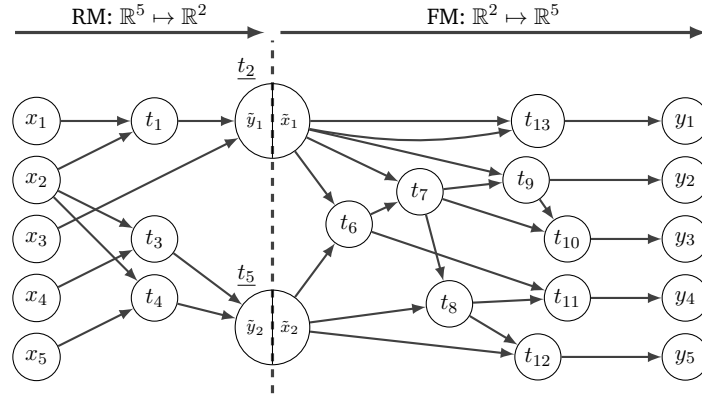 RM: ℝ⁵ ↦ ℝ²
FM: ℝ² ↦ ℝ⁵
t₂
x₁
t₁
ỹ₁
x̃₁
t₁₃
y₁
x₂
t₇
t₉
y₂
x₃
t₃
t₆
t₁₀
y₃
t₅
x₄
t₄
t₈
t₁₁
y₄
ỹ₂
x̃₂
x₅
t₁₂
y₅